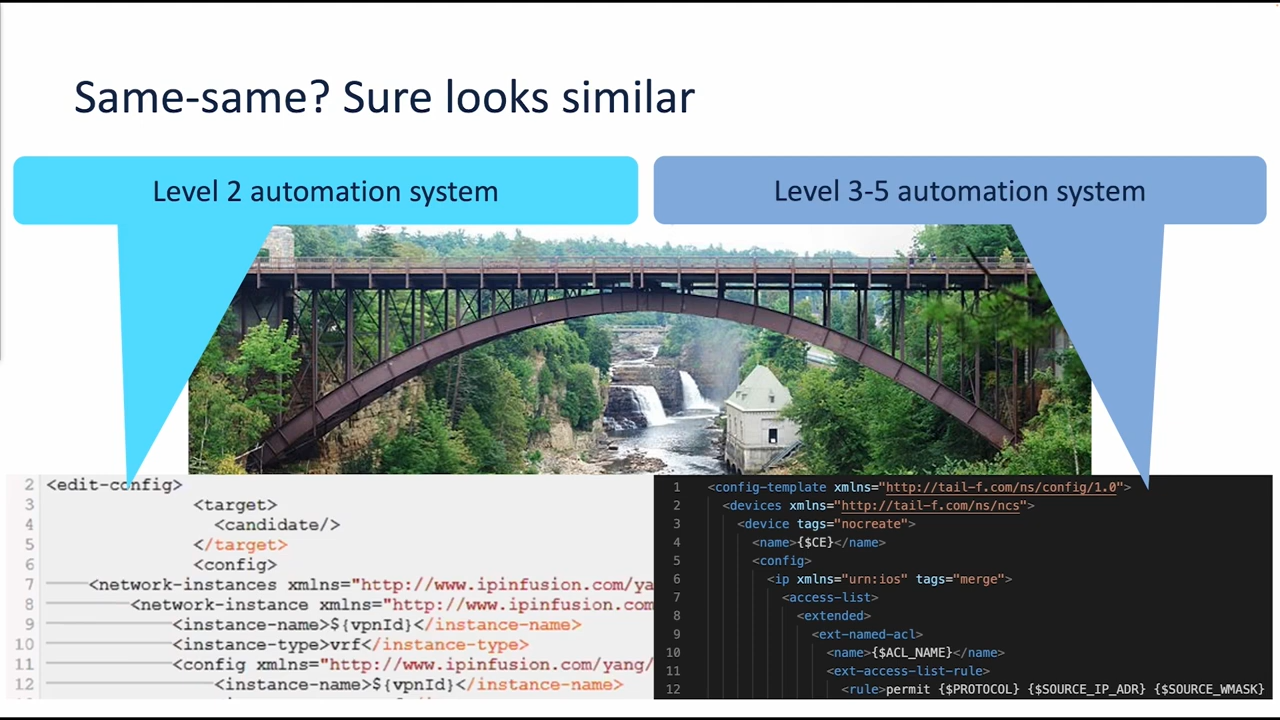 Same-same? Sure looks similar
Level 2 automation system
Level 3-5 automation system
2 <edit-config>
3 <target>
4 <candidate/>
5 </target>
6 <config>
7 <network-instances xmlns="http://www.ipinfusion.com/ya
8 <network-instance xmlns="http://www.ipinfusion.com
9 <instance-name>${vpnId}</instance-name>
10 <instance-type>vrf</instance-type>
11 <config xmlns="http://www.ipinfusion.com/yang/
12 <instance-name>${vpnId}</instance-name>
1 <config-template xmlns="http://tail-f.com/ns/config/1.0">
2 <devices xmlns="http://tail-f.com/ns/ncs">
3 <device tags="nocreate">
4 <name>{$CE}</name>
5 <config>
6 <ip xmlns="urn:ios" tags="merge">
7 <access-list>
8 <extended>
9 <ext-named-acl>
10 <name>{$ACL_NAME}</name>
11 <ext-access-list-rule>
12 <rule>permit {$PROTOCOL} {$SOURCE_IP_ADR} {$SOURCE_WMASK}